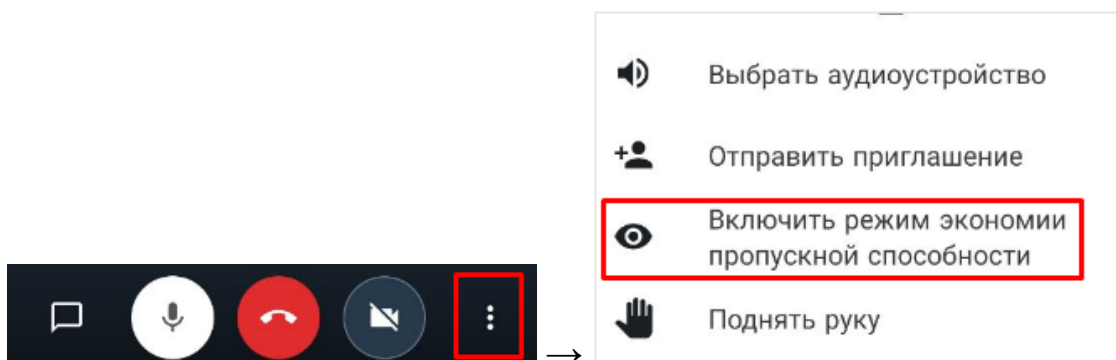 Выбрать аудиоустройство
Отправить приглашение
Включить режим экономии
пропускной способности
Поднять руку